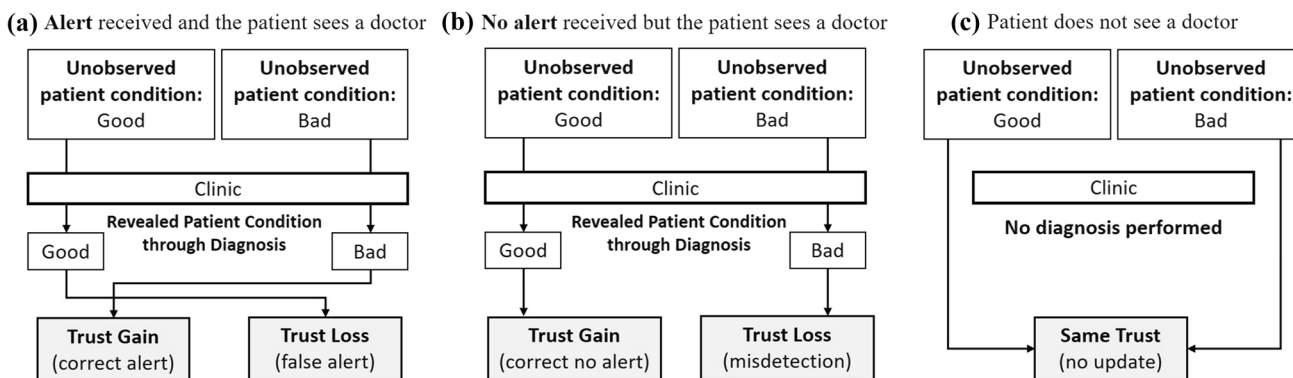 (a) Alert received and the patient sees a doctor
Unobserved
patient condition:
Good
Unobserved
patient condition:
Bad
Clinic
Revealed Patient Condition
through Diagnosis
Good
Bad
Trust Gain
(correct alert)
Trust Loss
(false alert)
(b) No alert received but the patient sees a doctor
Unobserved
patient condition:
Good
Unobserved
patient condition:
Bad
Clinic
Revealed Patient Condition
through Diagnosis
Good
Bad
Trust Gain
(correct no alert)
Trust Loss
(misdetection)
(c) Patient does not see a doctor
Unobserved
patient condition:
Good
Unobserved
patient condition:
Bad
Clinic
No diagnosis performed
Same Trust
(no update)